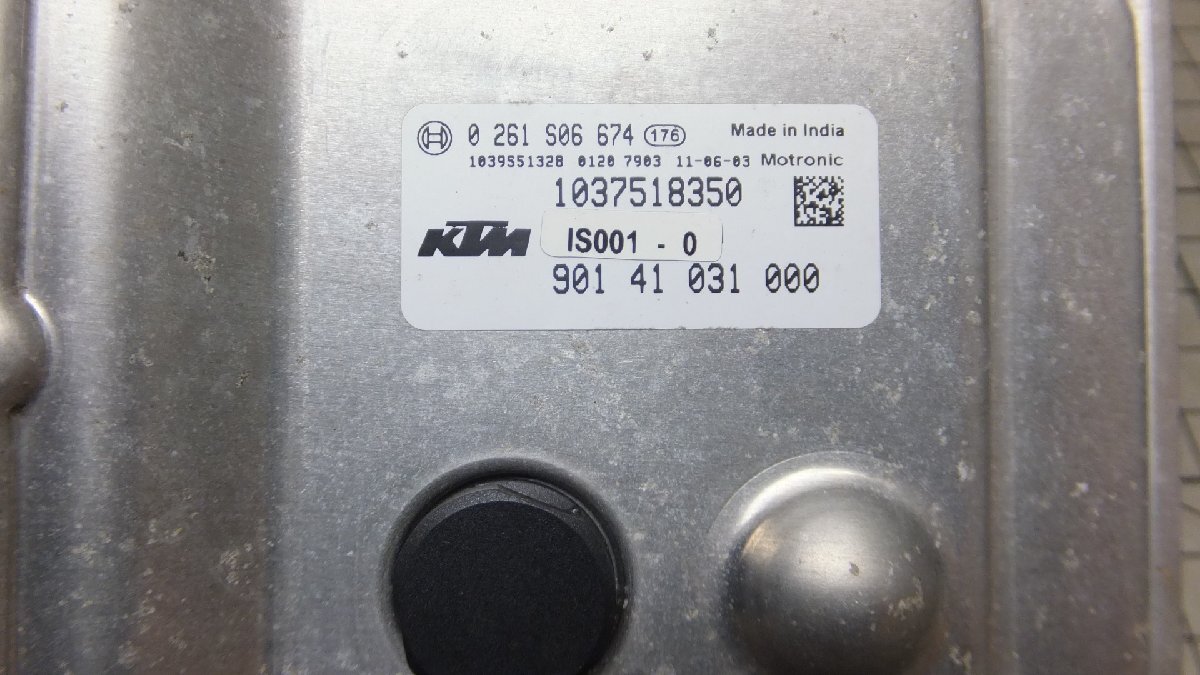 0 261 S06 674 176 Made in India
1039S51328 0120 7903 11-06-03 Motronic
1037518350
KTM IS001 - 0
901 41 031 000